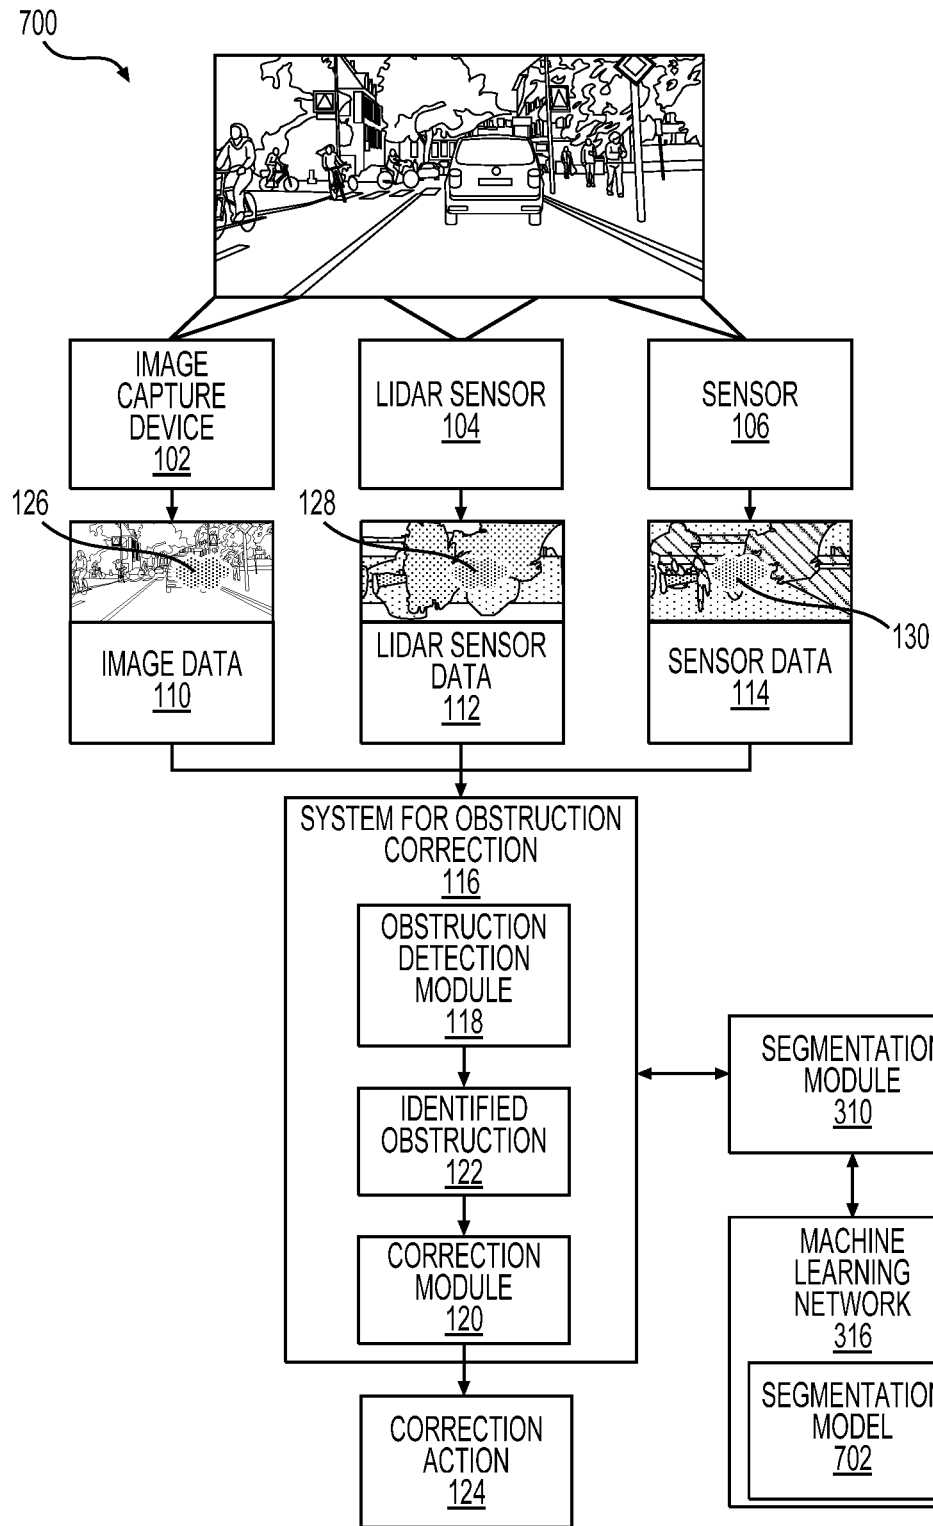 700
IMAGE
CAPTURE
DEVICE
102
LIDAR SENSOR
104
SENSOR
106
126
128
130
IMAGE DATA
110
LIDAR SENSOR
DATA
112
SENSOR DATA
114
SYSTEM FOR OBSTRUCTION
CORRECTION
116
OBSTRUCTION
DETECTION
MODULE
118
IDENTIFIED
OBSTRUCTION
122
CORRECTION
MODULE
120
CORRECTION
ACTION
124
SEGMENTATION
MODULE
310
MACHINE
LEARNING
NETWORK
316
SEGMENTATION
MODEL
702